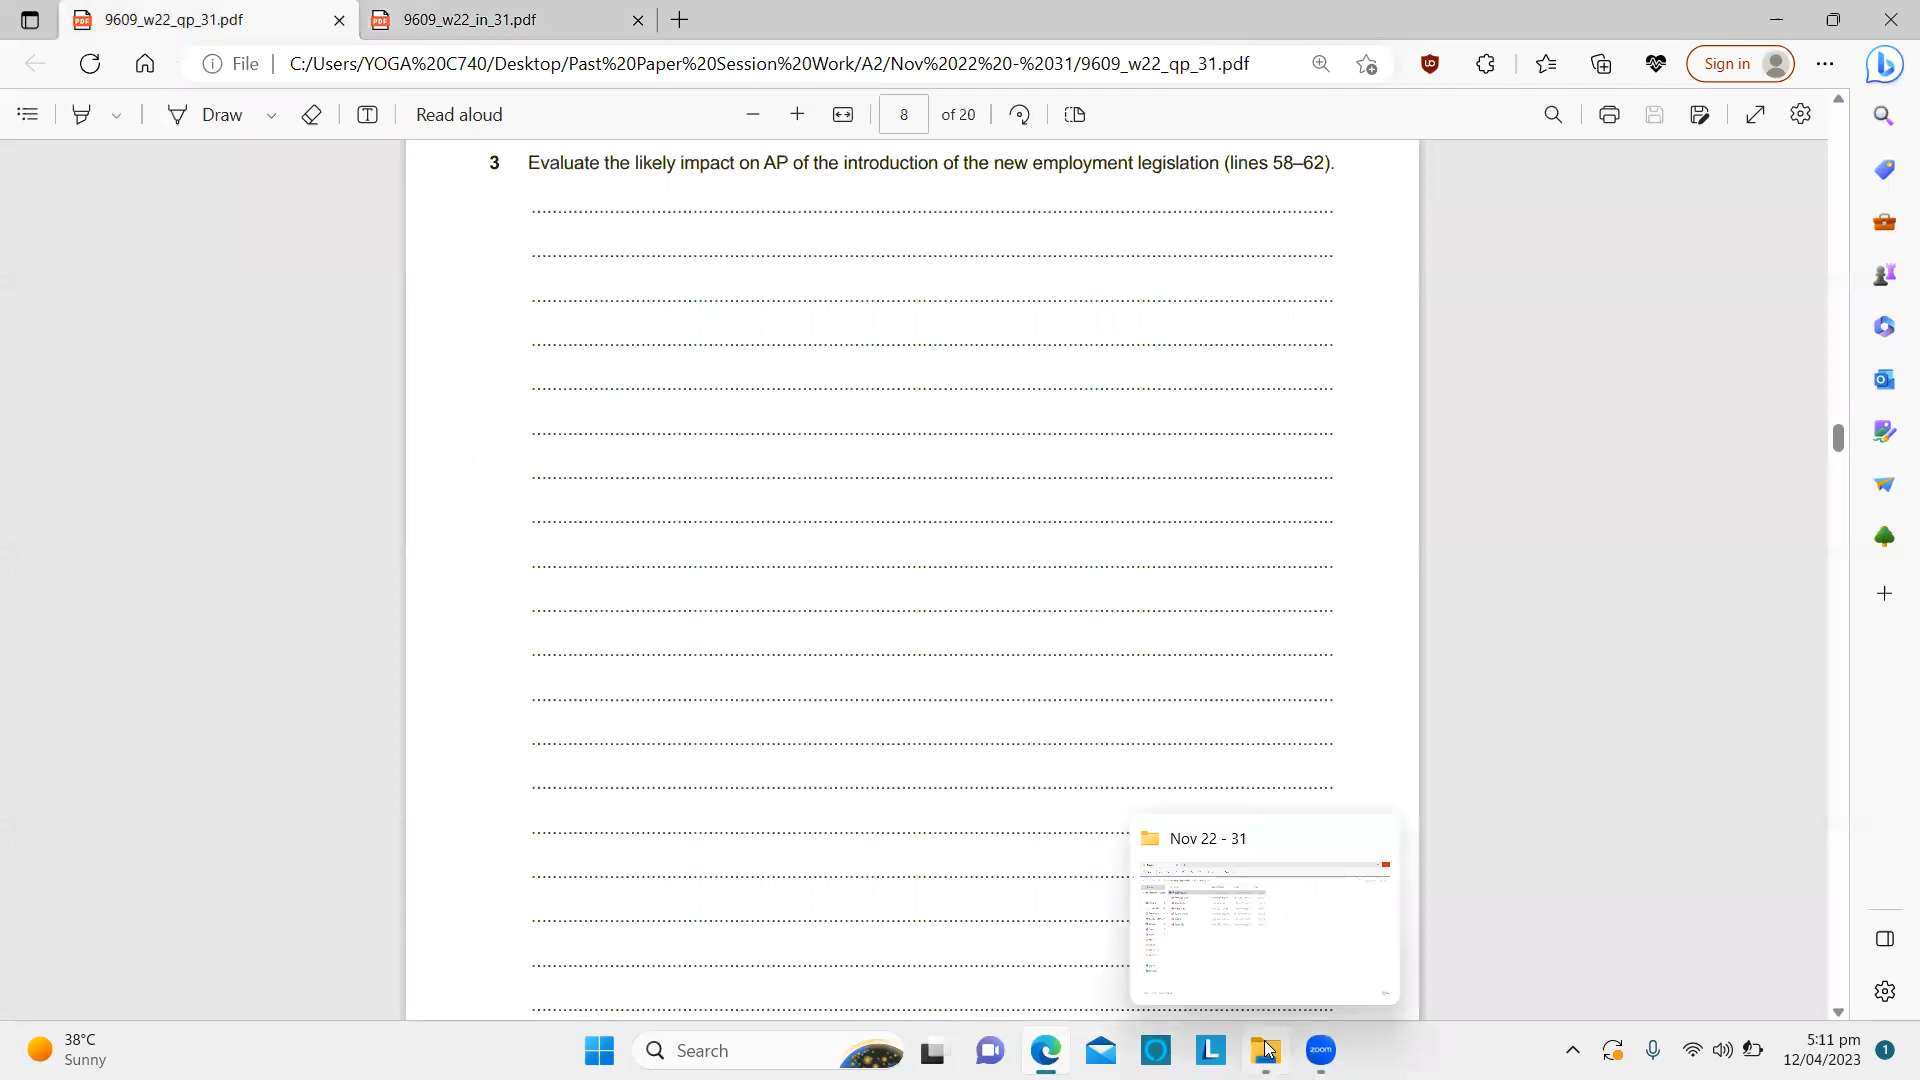 9609_w22_qp_31.pdf
9609_w22_in_31.pdf
File
C:/Users/YOGA%20C740/Desktop/Past%20Paper%20Session%20Work/A2/Nov%2022%20-%2031/9609_w22_qp_31.pdf
Sign in
Draw
Read aloud
8
of 20
3 Evaluate the likely impact on AP of the introduction of the new employment legislation (lines 58–62).
Nov 22 - 31
38°C
Sunny
Search
zoom
5:11 pm
12/04/2023
1